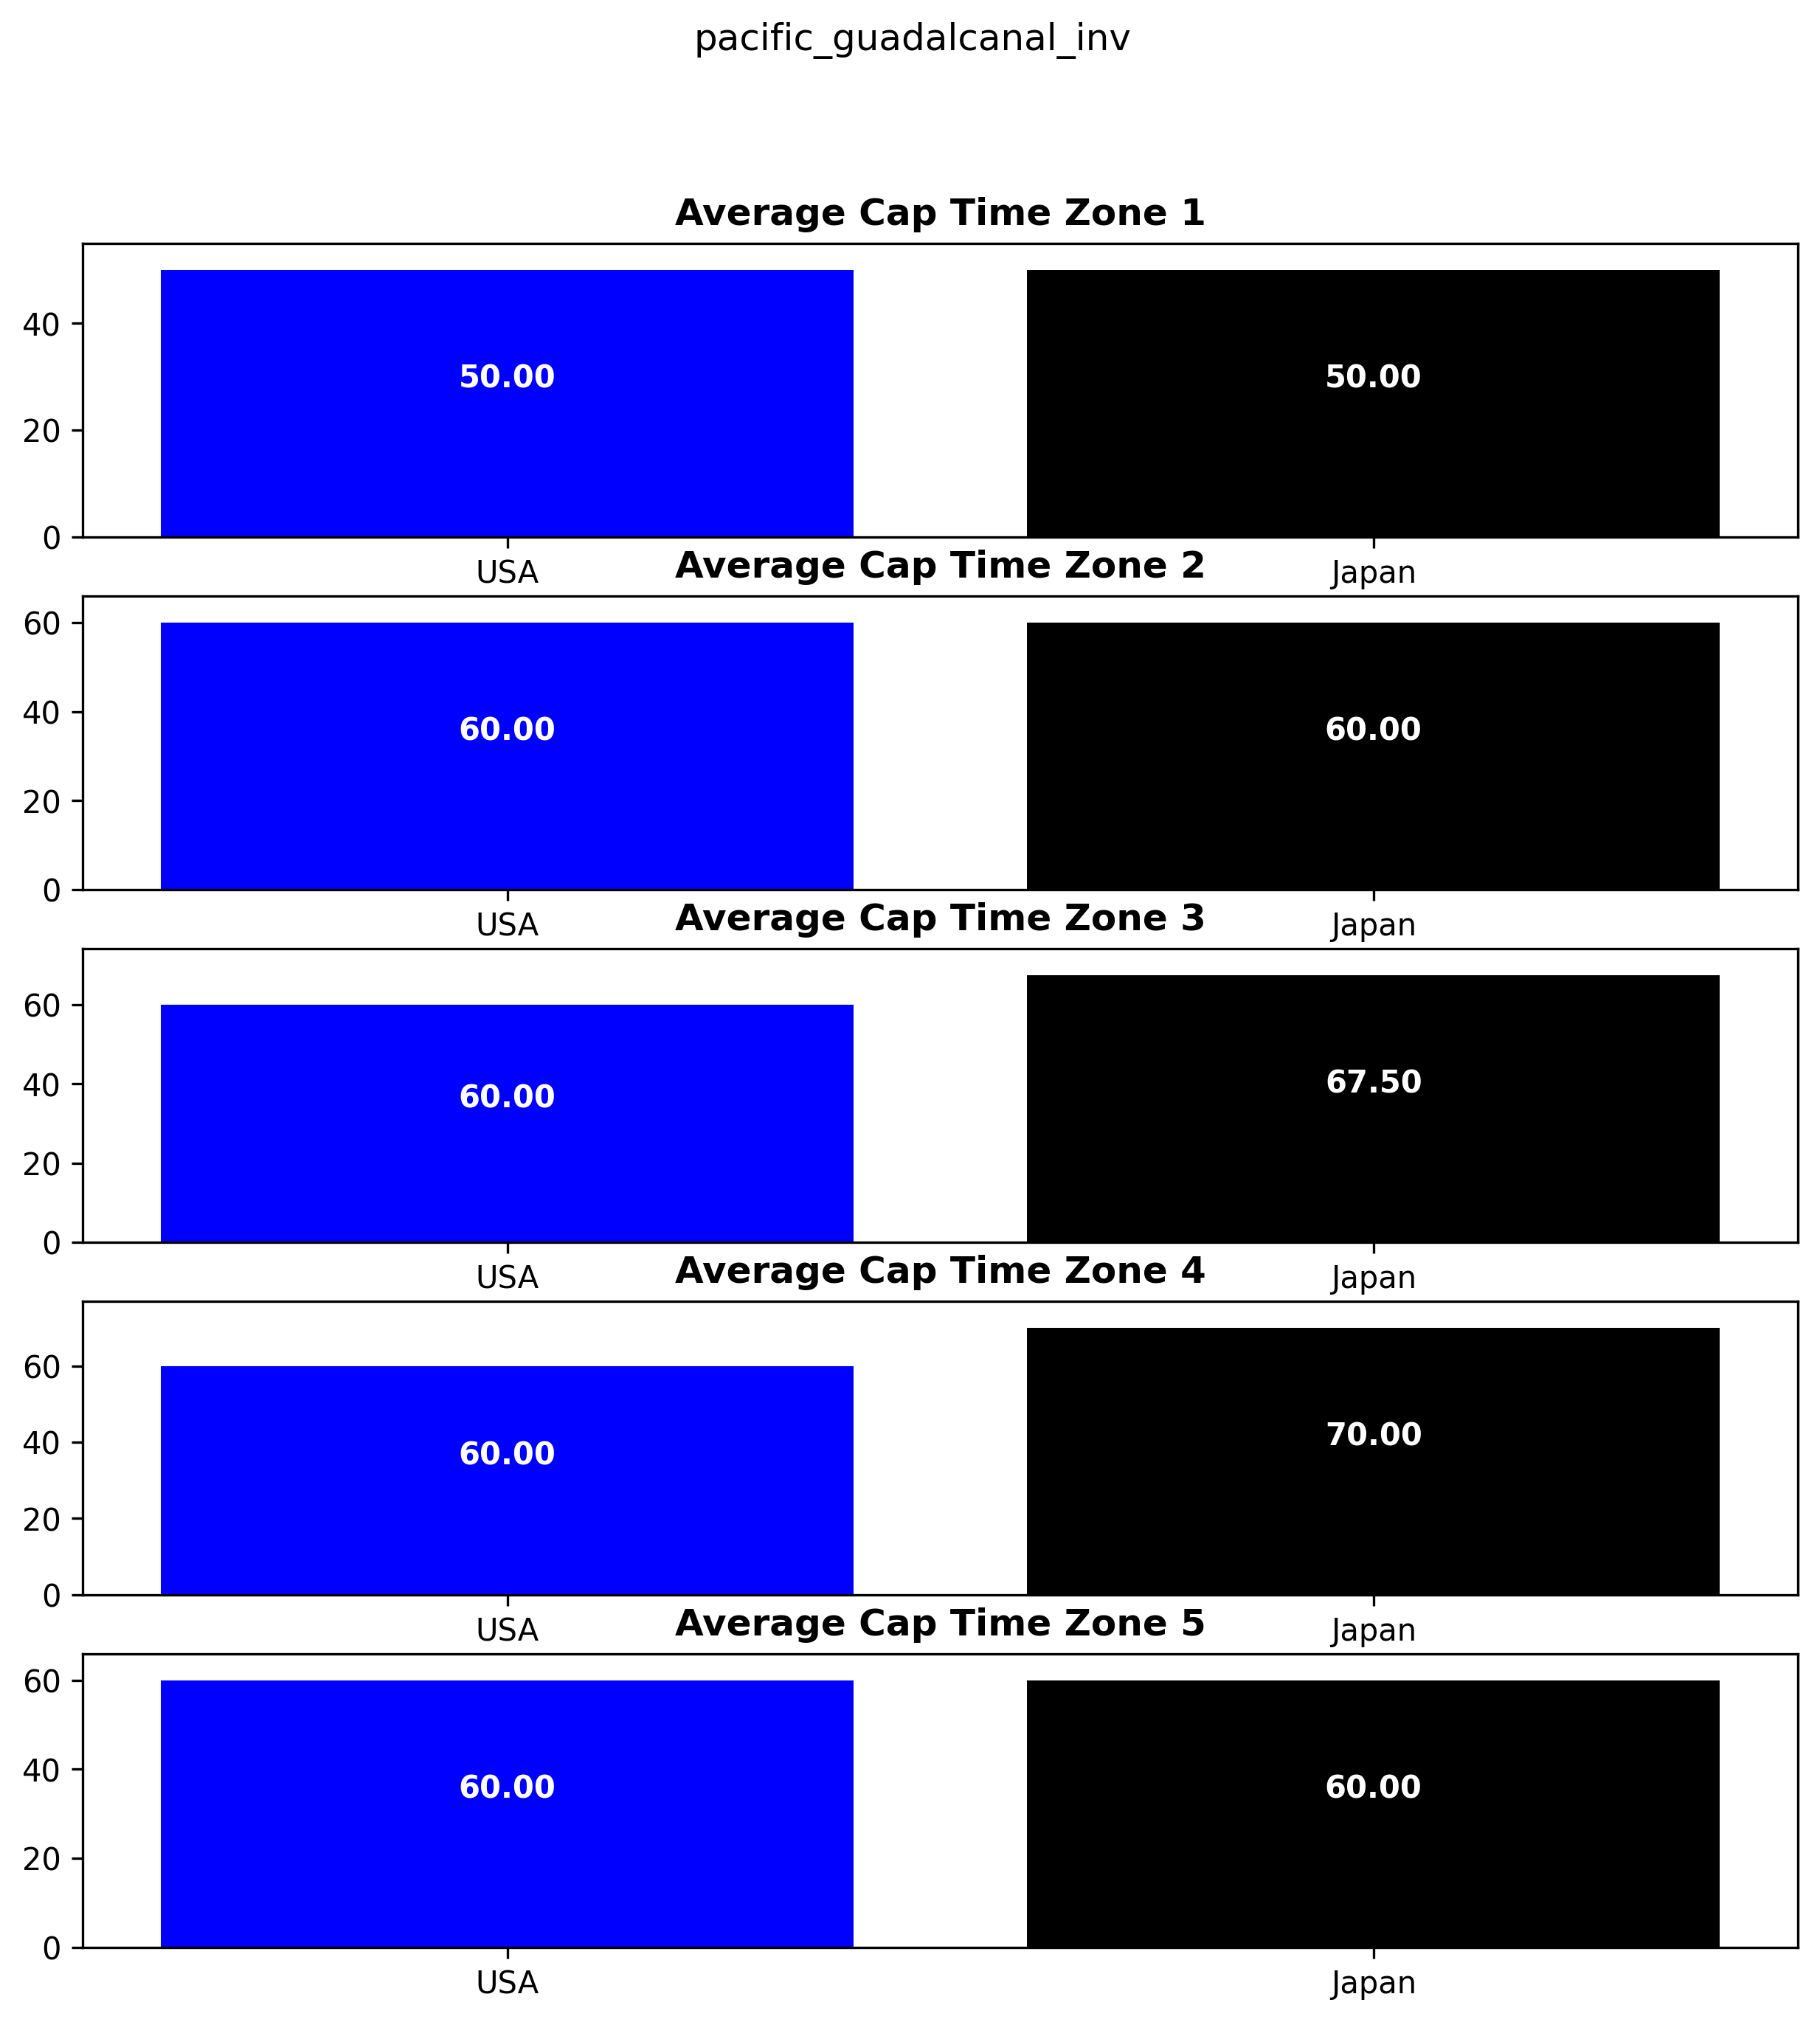 pacific_guadalcanal_inv
Average Cap Time Zone 1
40
20
0
50.00 50.00
USA Japan
Average Cap Time Zone 2
60
40
20
0
60.00 60.00
USA Japan
Average Cap Time Zone 3
60
40
20
0
60.00 67.50
USA Japan
Average Cap Time Zone 4
60
40
20
0
60.00 70.00
USA Japan
Average Cap Time Zone 5
60
40
20
0
60.00 60.00
USA Japan